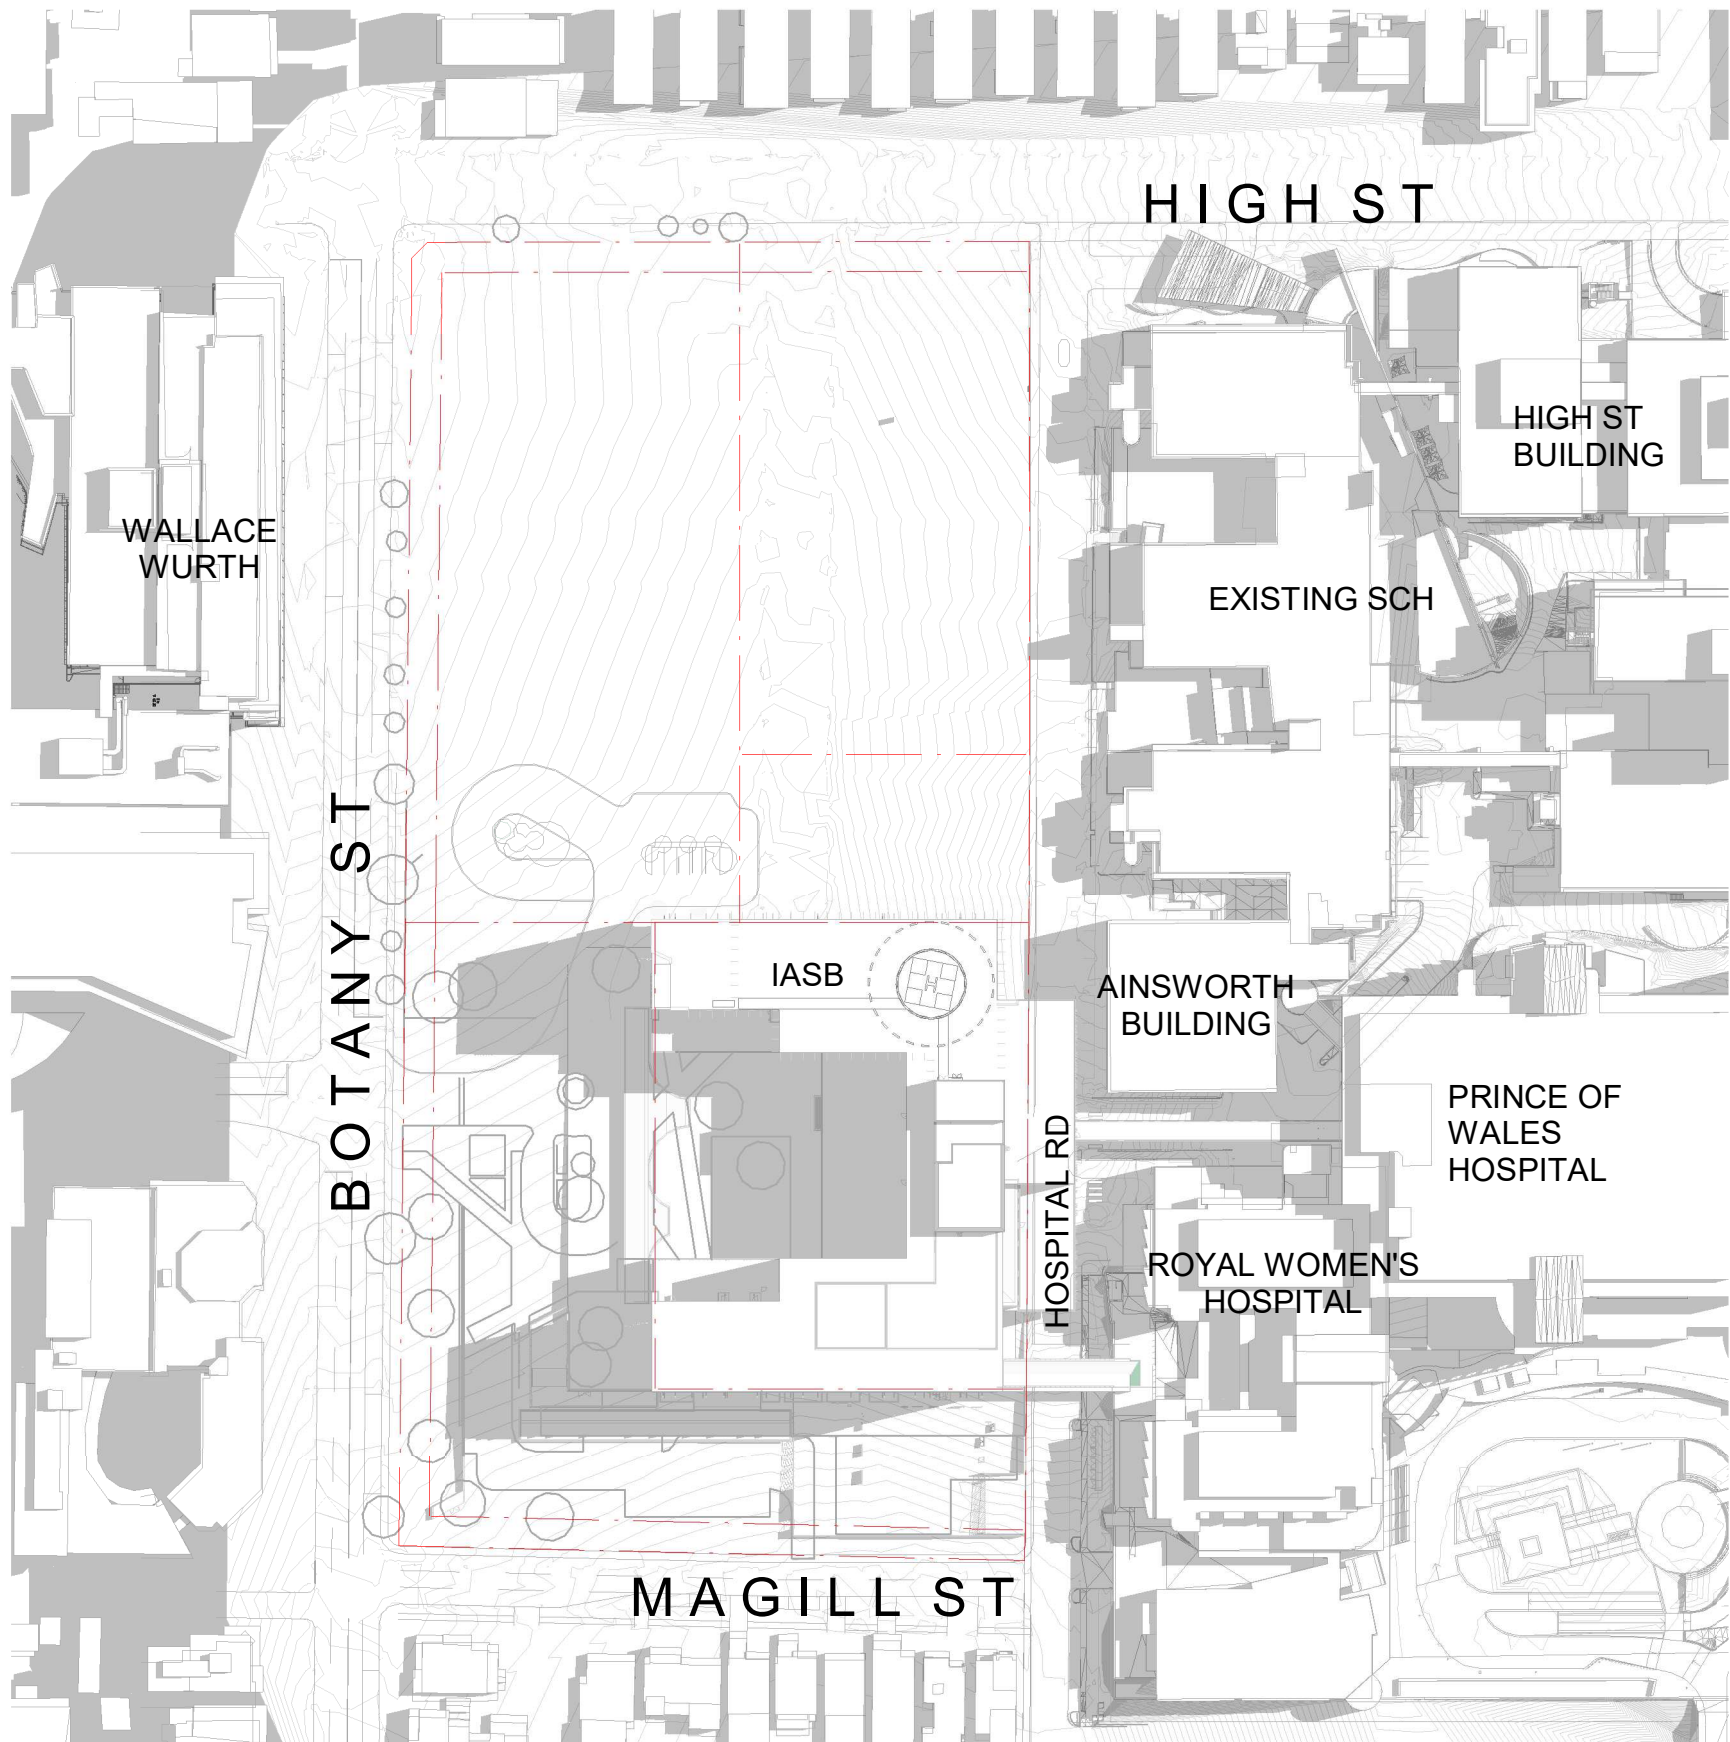 HIGH ST
HIGH ST
BUILDING
WALLACE
WURTH
EXISTING SCH
BOTANY ST
IASB
H
AINSWORTH
BUILDING
PRINCE OF
WALES
HOSPITAL
HOSPITAL RD
ROYAL WOMEN'S
HOSPITAL
MAGILL ST